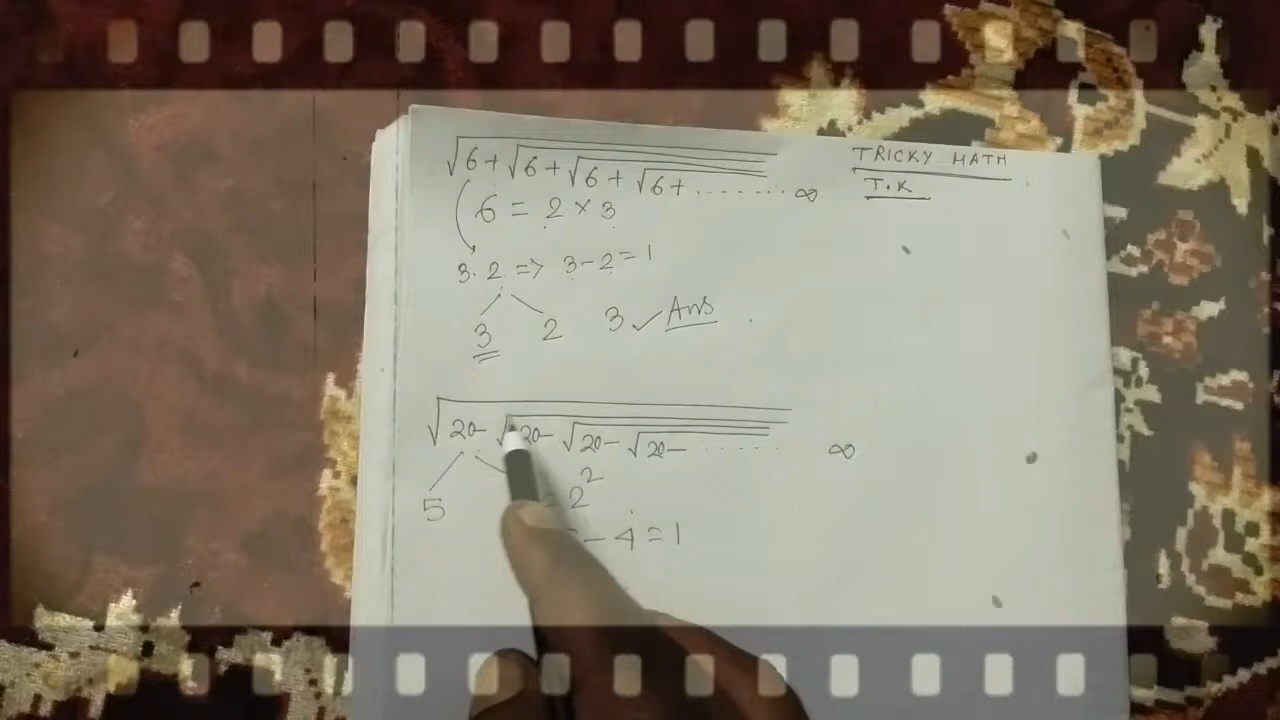 √6+√6+√6+√6+........∞
TRICKY MATH
T.K
6 = 2 × 3
3.2 => 3-2=1
3 2 3 ✓ Ans
√20-√20-√20-√20-...... ∞
5 = 2²
- 4 = 1